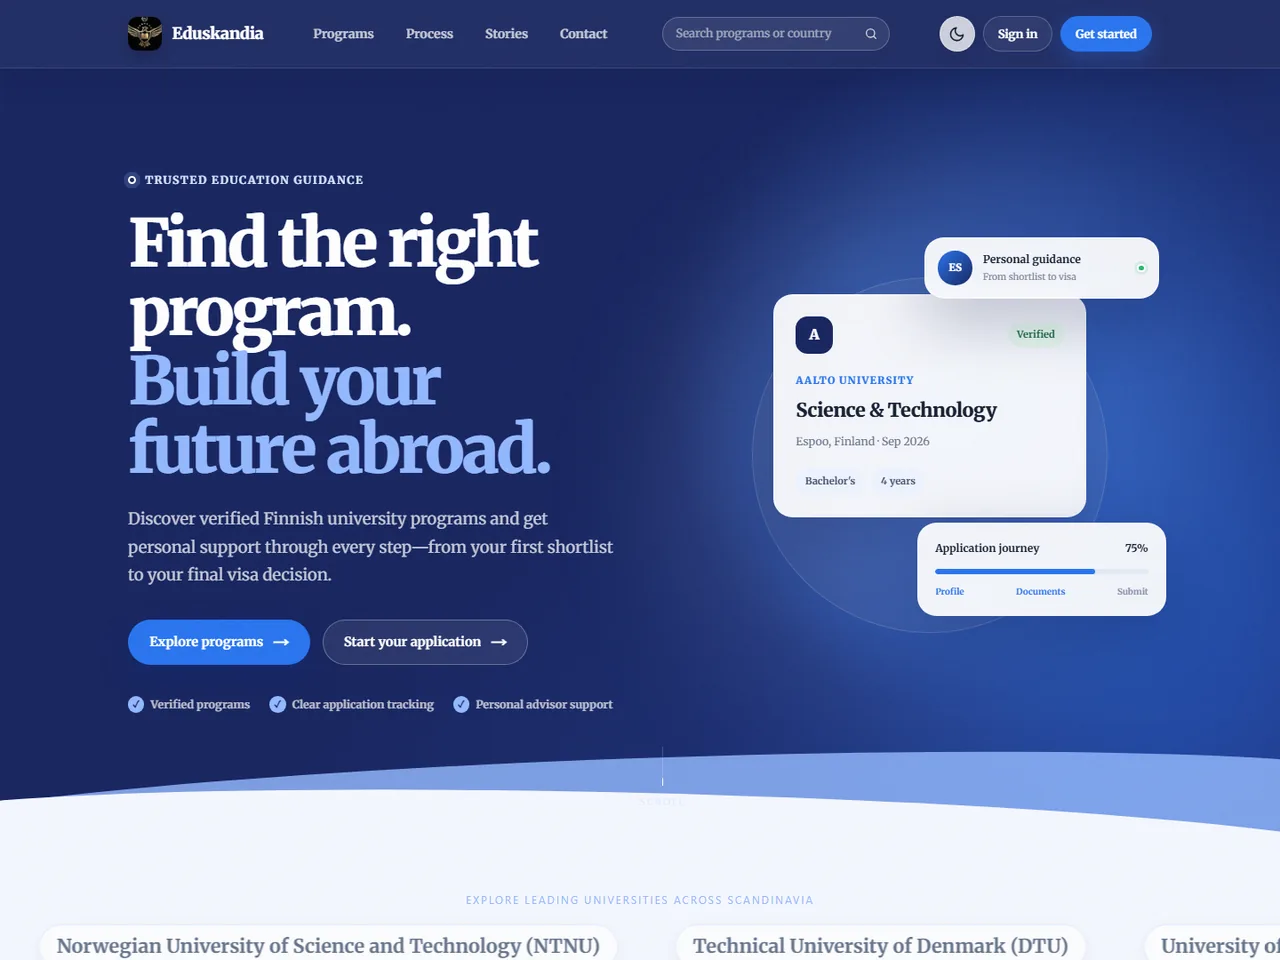 Eduskandia
Programs
Process
Stories
Contact
Search programs or country
Sign in
Get started
TRUSTED EDUCATION GUIDANCE
Find the right
program.
Build your
future abroad.
Discover verified Finnish university programs and get
personal support through every step—from your first shortlist
to your final visa decision.
Explore programs →
Start your application →
Verified programs
Clear application tracking
Personal advisor support
ES
Personal guidance
From shortlist to visa
A
Verified
AALTO UNIVERSITY
Science & Technology
Espoo, Finland · Sep 2026
Bachelor's
4 years
Application journey
75%
Profile
Documents
Submit
SCROLL
EXPLORE LEADING UNIVERSITIES ACROSS SCANDINAVIA
Norwegian University of Science and Technology (NTNU)
Technical University of Denmark (DTU)
University of